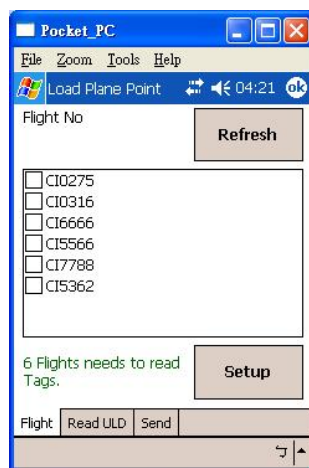 Pocket_PC
File Zoom Tools Help
Load Plane Point 04:21 ok
Flight No
Refresh
CI0275
CI0316
CI6666
CI5566
CI7788
CI5362
6 Flights needs to read
Tags.
Setup
Flight Read ULD Send